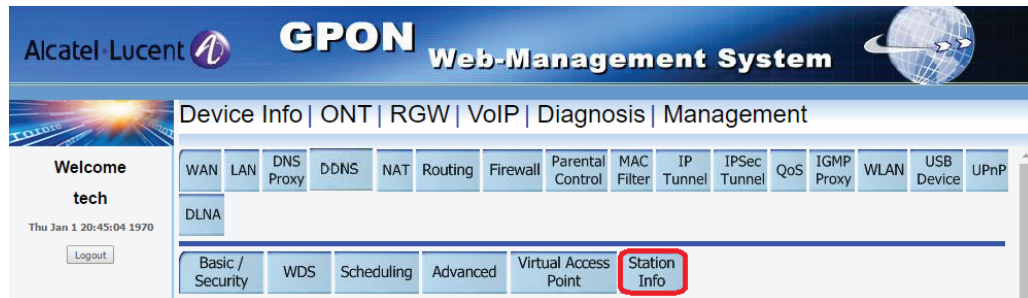 Alcatel·Lucent
GPON
Web-Management System
Device Info| ONT| RGW| VoIP| Diagnosis| Management
Welcome
tech
Thu Jan 1 20:45:04 1970
Logout
WAN
LAN
DNS
Proxy
DDNS
NAT
Routing
Firewall
Parental
Control
MAC
Filter
IP
Tunnel
IPSec
Tunnel
QoS
IGMP
Proxy
WLAN
USB
Device
UPnP
DLNA
Basic /
Security
WDS
Scheduling
Advanced
Virtual Access
Point
Station
Info